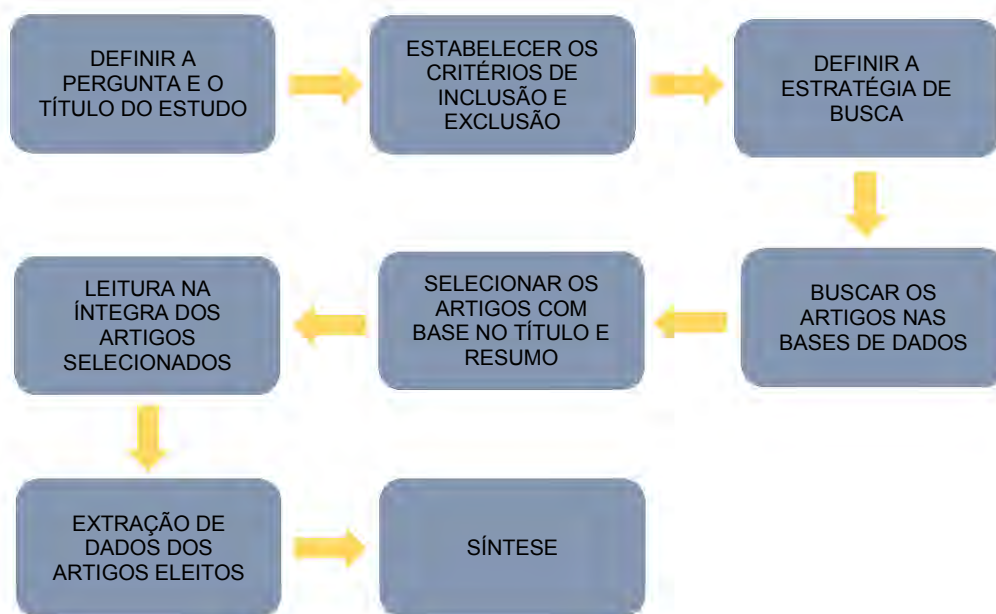 DEFINIR A
PERGUNTA E O
TÍTULO DO ESTUDO
ESTABELECER OS
CRITÉRIOS DE
INCLUSÃO E
EXCLUSÃO
DEFINIR A
ESTRATÉGIA DE
BUSCA
BUSCAR OS
ARTIGOS NAS
BASES DE DADOS
SELECIONAR OS
ARTIGOS COM
BASE NO TÍTULO E
RESUMO
LEITURA NA
ÍNTEGRA DOS
ARTIGOS
SELECIONADOS
EXTRAÇÃO DE
DADOS DOS
ARTIGOS ELEITOS
SÍNTESE